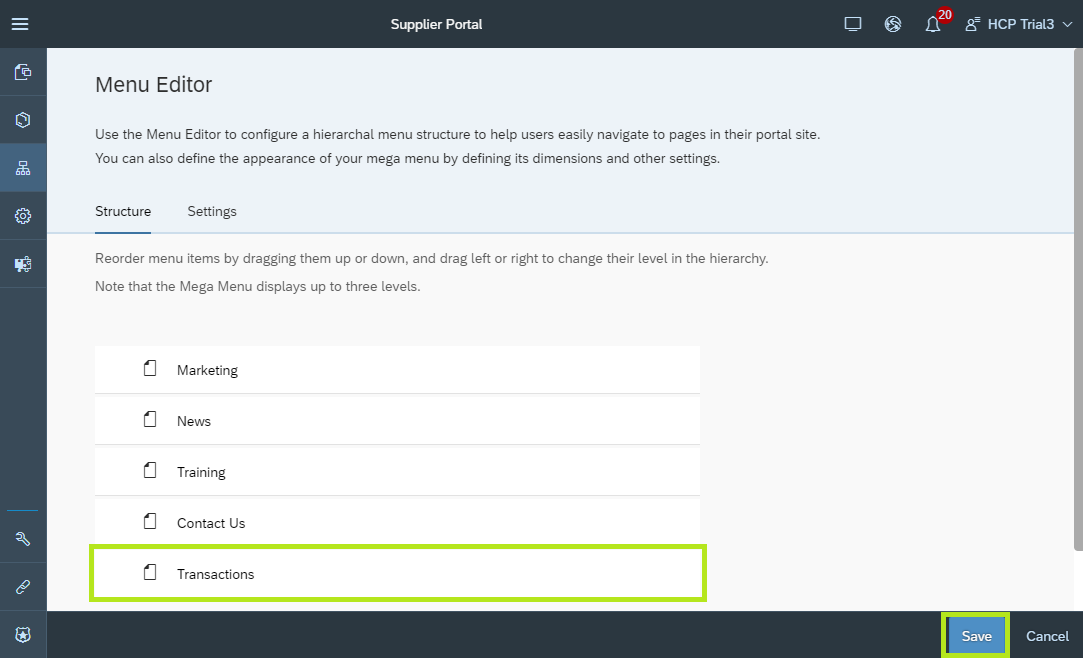 Supplier Portal
20
HCP Trial3
Menu Editor
Use the Menu Editor to configure a hierarchal menu structure to help users easily navigate to pages in their portal site.
You can also define the appearance of your mega menu by defining its dimensions and other settings.
Structure
Settings
Reorder menu items by dragging them up or down, and drag left or right to change their level in the hierarchy.
Note that the Mega Menu displays up to three levels.
Marketing
News
Training
Contact Us
Transactions
Save
Cancel